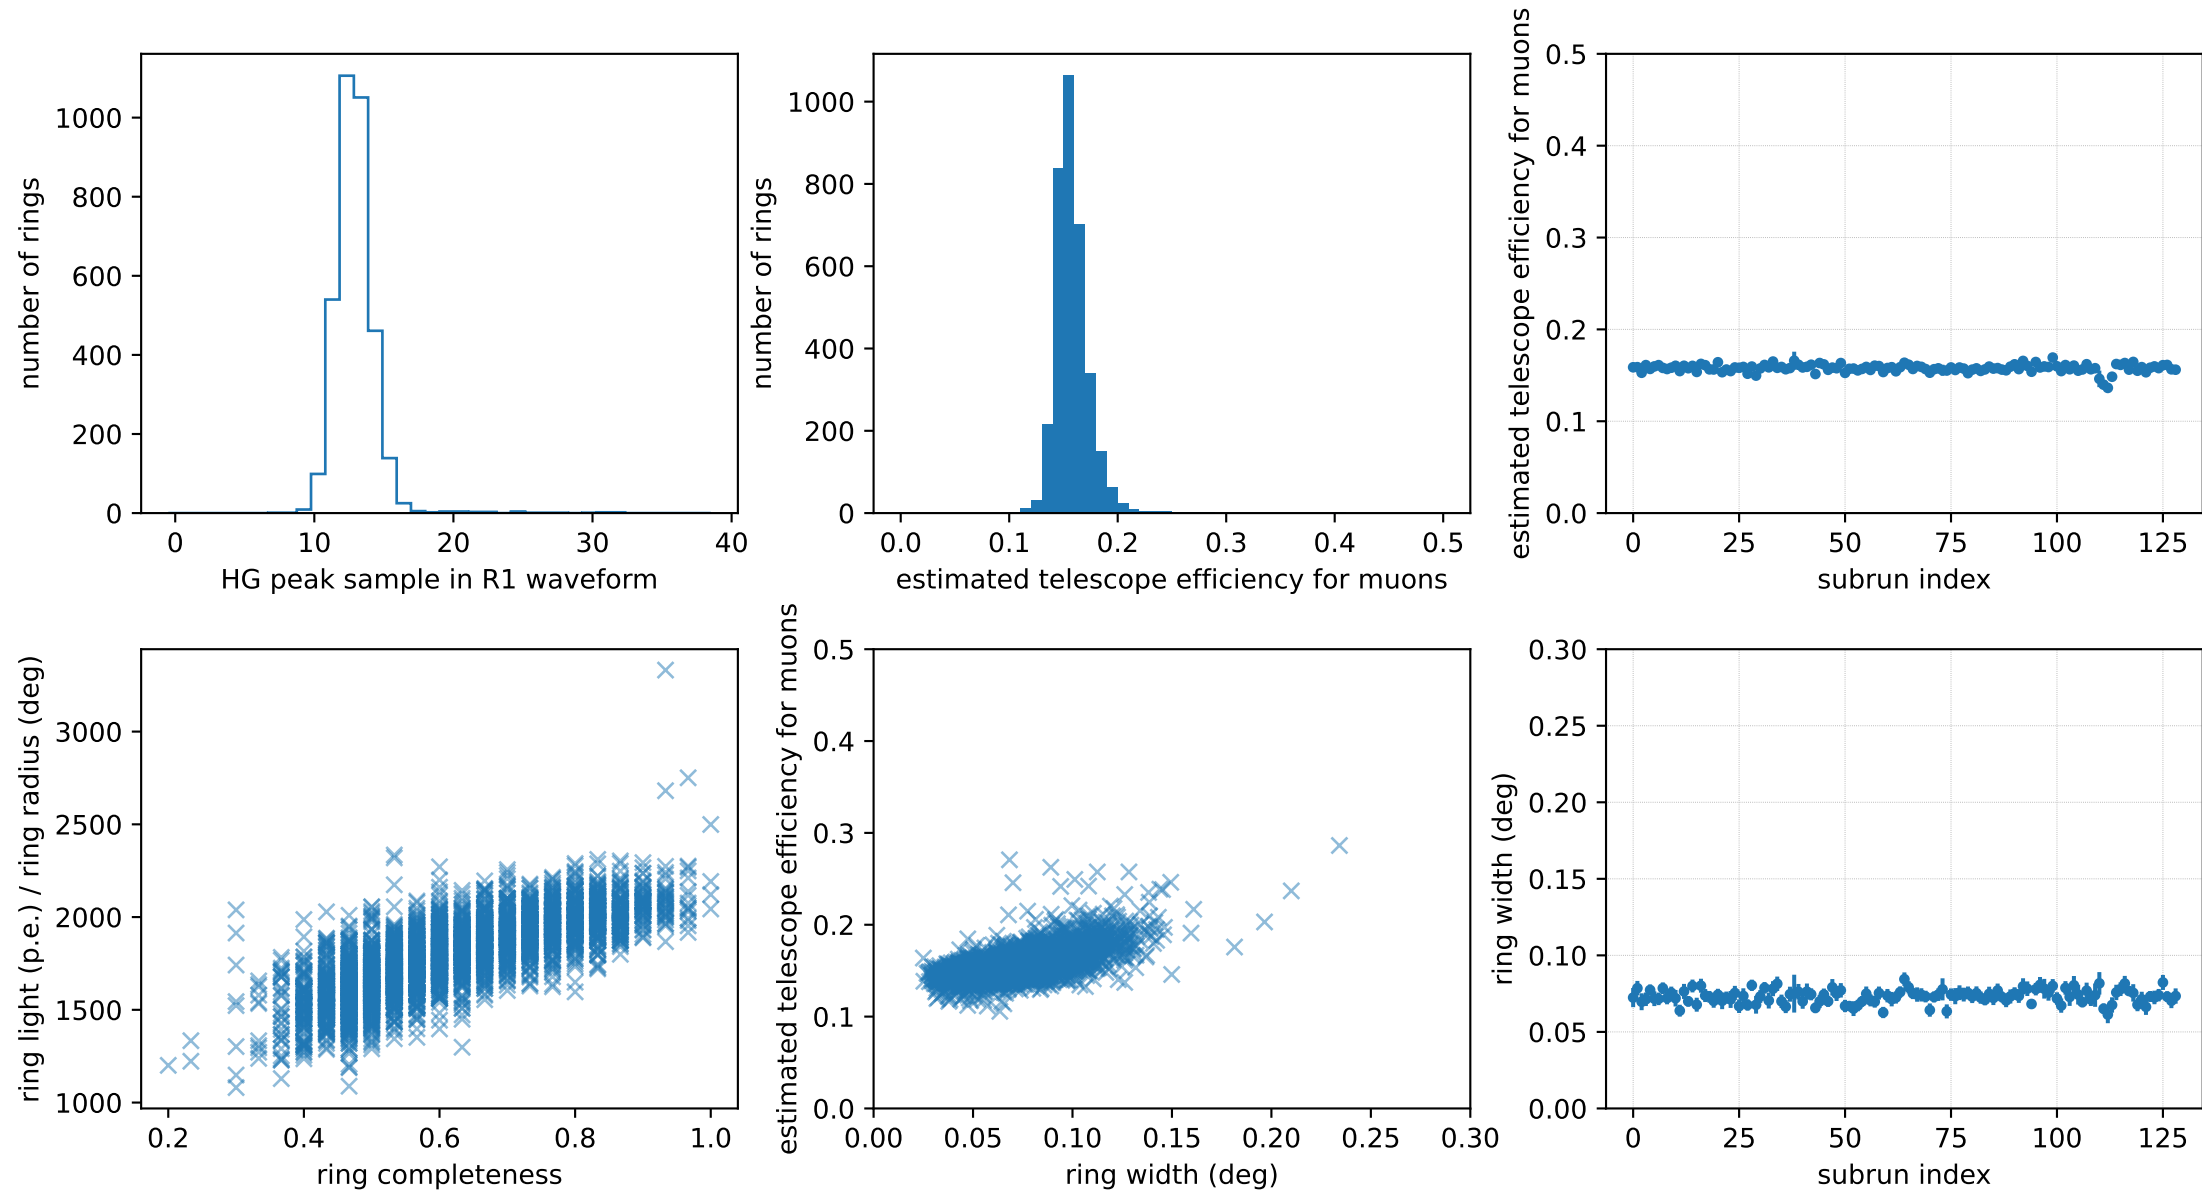 number of rings
1000
800
600
400
200
0
0 10 20 30 40
HG peak sample in R1 waveform
number of rings
1000
800
600
400
200
0
0.0 0.1 0.2 0.3 0.4 0.5
estimated telescope efficiency for muons
estimated telescope efficiency for muons
0.5
0.4
0.3
0.2
0.1
0.0
0 25 50 75 100 125
subrun index
ring light (p.e.) / ring radius (deg)
3000
2500
2000
1500
1000
0.2 0.4 0.6 0.8 1.0
ring completeness
estimated telescope efficiency for muons
0.5
0.4
0.3
0.2
0.1
0.0
0.00 0.05 0.10 0.15 0.20 0.25 0.30
ring width (deg)
ring width (deg)
0.30
0.25
0.20
0.15
0.10
0.05
0.00
0 25 50 75 100 125
subrun index